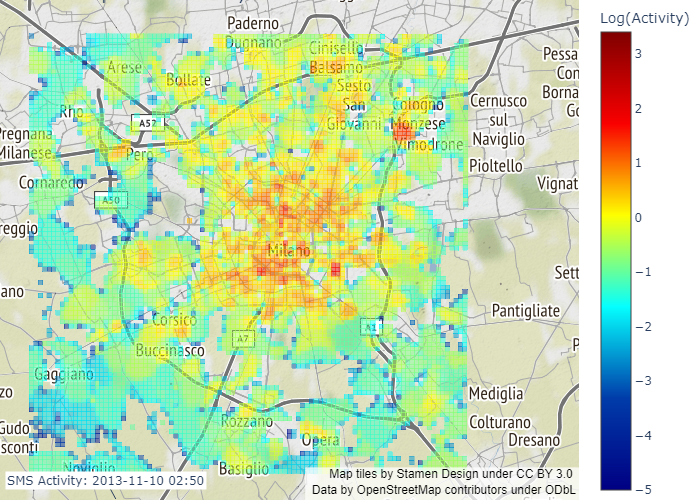 Log(Activity)
3
2
1
0
−1
−2
−3
−4
−5
Paderno
Dugnano
Cinisello
Balsamo
Arese
Bollate
Sesto
San
Giovanni
Cologno
Monzese
Vimodrone
Cernusco
sul
Naviglio
Pessa
Con
Borna
Go
Rho
A57
Pregnana
Milanese
Pero
Pioltello
Cornaredo
Vignat
A50
reggio
Milano
Sett
ano
Pantigliate
Corsico
A1
A7
Buccinasco
P
Gaggiano
Mediglia
zo
Rozzano
Colturano
Gudo
sconti
Opera
Dresano
Noviglio
Basiglio
SMS Activity: 2013-11-10 02:50
Map tiles by Stamen Design under CC BY 3.0
Data by OpenStreetMap contributors under ODbL